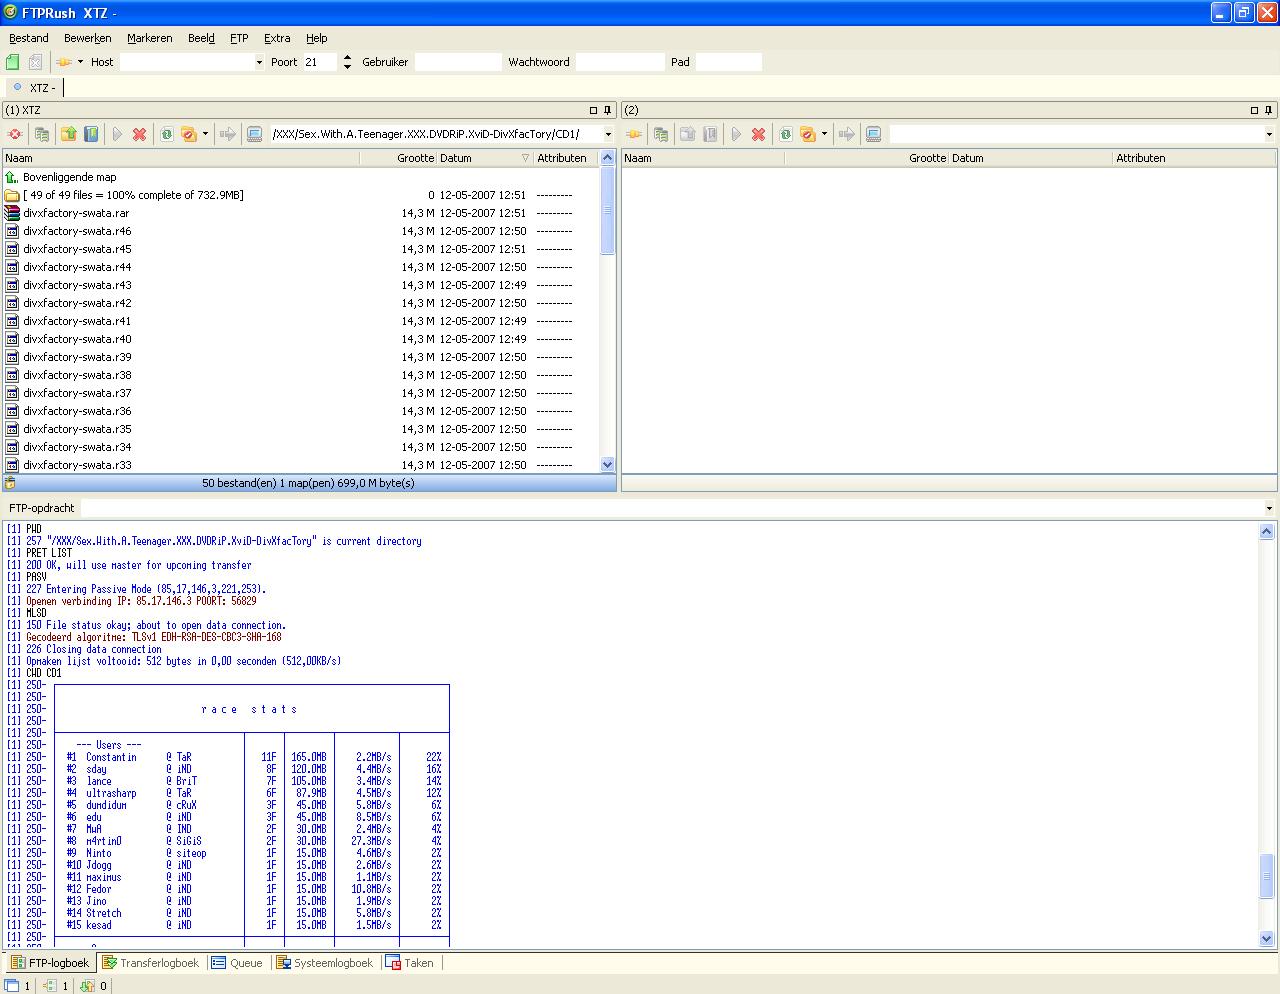 FTPRush XTZ -
Bestand Bewerken Markeren Beeld FTP Extra Help
Host Poort 21 Gebruiker Wachtwoord Pad
XTZ -
(1) XTZ
/XXX/Sex.With.A.Teenager.XXX.DVDRiP.XviD-DivXfacTory/CD1/
Naam Grootte Datum Attributen
Bovenliggende map
[ 49 of 49 files = 100% complete of 732.9MB] 0 12-05-2007 12:51 ---------
divxfactory-swata.rar 14,3 M 12-05-2007 12:51 ---------
divxfactory-swata.r46 14,3 M 12-05-2007 12:50 ---------
divxfactory-swata.r45 14,3 M 12-05-2007 12:51 ---------
divxfactory-swata.r44 14,3 M 12-05-2007 12:50 ---------
divxfactory-swata.r43 14,3 M 12-05-2007 12:49 ---------
divxfactory-swata.r42 14,3 M 12-05-2007 12:50 ---------
divxfactory-swata.r41 14,3 M 12-05-2007 12:49 ---------
divxfactory-swata.r40 14,3 M 12-05-2007 12:49 ---------
divxfactory-swata.r39 14,3 M 12-05-2007 12:50 ---------
divxfactory-swata.r38 14,3 M 12-05-2007 12:50 ---------
divxfactory-swata.r37 14,3 M 12-05-2007 12:50 ---------
divxfactory-swata.r36 14,3 M 12-05-2007 12:50 ---------
divxfactory-swata.r35 14,3 M 12-05-2007 12:50 ---------
divxfactory-swata.r34 14,3 M 12-05-2007 12:50 ---------
divxfactory-swata.r33 14,3 M 12-05-2007 12:50 ---------
50 bestand(en) 1 map(pen) 699,0 M byte(s)
(2)
Naam Grootte Datum Attributen
FTP-opdracht
[1] PWD
[1] 257 "/XXX/Sex.With.A.Teenager.XXX.DVDRiP.XviD-DivXfacTory" is current directory
[1] PRET LIST
[1] 200 OK, will use master for upcoming transfer
[1] PASV
[1] 227 Entering Passive Mode (85,17,146,3,221,253).
[1] Openen verbinding IP: 85.17.146.3 POORT: 56829
[1] MLSD
[1] 150 File status okay; about to open data connection.
[1] Gecodeerd algoritme: TLSv1 EDH-RSA-DES-CBC3-SHA-168
[1] 226 Closing data connection
[1] Opmaken lijst voltooid: 512 bytes in 0,00 seconden (512,00KB/s)
[1] CWD CD1
[1] 250-
[1] 250-
[1] 250- race stats
[1] 250-
[1] 250-
[1] 250- --- Users ---
[1] 250- #1 Constantin @ TaR 11F 165.0MB 2.2MB/s 22%
[1] 250- #2 sday @ iND 8F 120.0MB 4.4MB/s 16%
[1] 250- #3 lance @ BriT 7F 105.0MB 3.4MB/s 14%
[1] 250- #4 ultrasharp @ TaR 6F 87.9MB 4.5MB/s 12%
[1] 250- #5 dumdidum @ cRuX 3F 45.0MB 5.8MB/s 6%
[1] 250- #6 edu @ iND 3F 45.0MB 8.5MB/s 6%
[1] 250- #7 MwA @ IND 2F 30.0MB 2.4MB/s 4%
[1] 250- #8 m4rtin0 @ SiGiS 2F 30.0MB 27.3MB/s 4%
[1] 250- #9 Ninto @ siteop 1F 15.0MB 4.6MB/s 2%
[1] 250- #10 Jdogg @ iND 1F 15.0MB 2.6MB/s 2%
[1] 250- #11 maximus @ iND 1F 15.0MB 1.1MB/s 2%
[1] 250- #12 Fedor @ iND 1F 15.0MB 10.8MB/s 2%
[1] 250- #13 Jino @ iND 1F 15.0MB 1.9MB/s 2%
[1] 250- #14 Stretch @ iND 1F 15.0MB 5.8MB/s 2%
[1] 250- #15 kesad @ iND 1F 15.0MB 1.5MB/s 2%
[1] 250-
FTP-logboek Transferlogboek Queue Systeemlogboek Taken
1 1 0